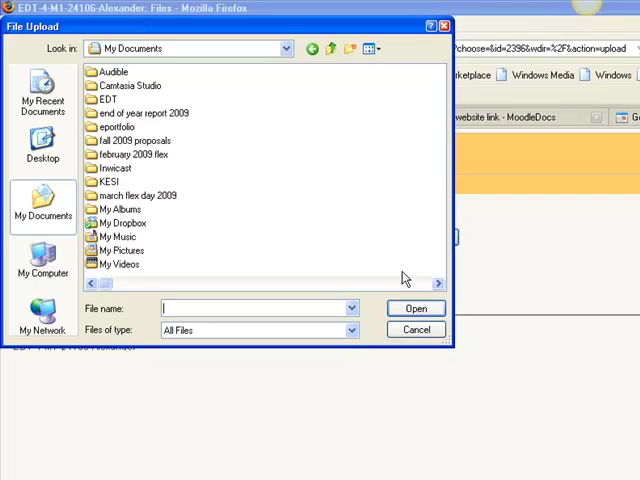 EDT-4-M1-24106-Alexander: Files - Mozilla Firefox
File Upload
Look in:
My Documents
?choose=&id=2396&wdir=%2F&action=upload
ketplace
Windows Media
Windows
website link - MoodleDocs
Go
My Recent
Documents
Desktop
My Documents
My Computer
My Network
Audible
Camtasia Studio
EDT
end of year report 2009
eportfolio
fall 2009 proposals
february 2009 flex
Inwicast
KESI
march flex day 2009
My Albums
My Dropbox
My Music
My Pictures
My Videos
File name:
Open
Files of type:
All Files
Cancel